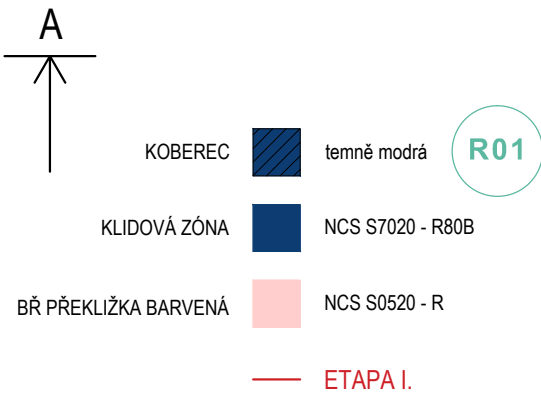 A
KOBEREC temně modrá R01
KLIDOVÁ ZÓNA NCS S7020 - R80B
BŘ PŘEKLIŽKA BARVENÁ NCS S0520 - R
ETAPA I.